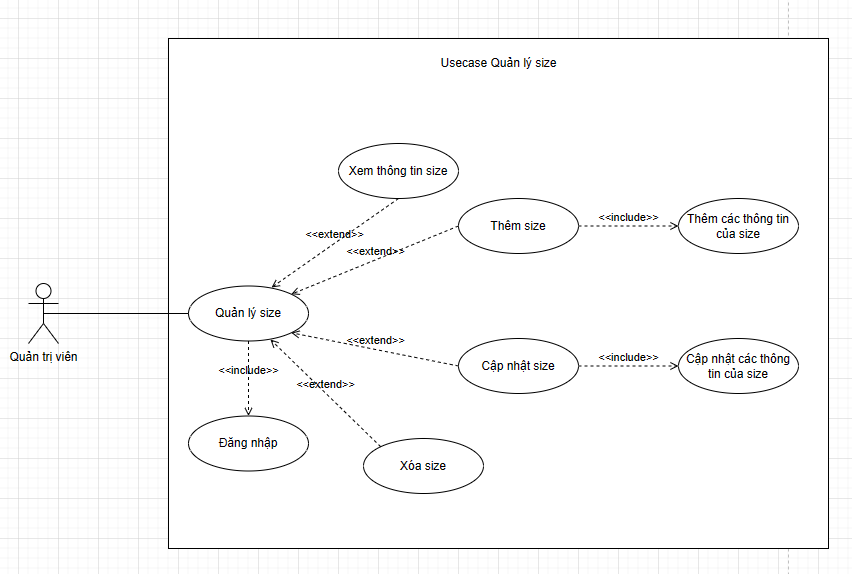 Usecase Quản lý size
Xem thông tin size
Thêm size
<<include>>
Thêm các thông tin
của size
<<extend>>
<<extend>>
Quản lý size
Quản trị viên
<<extend>>
Cập nhật size
<<include>>
Cập nhật các thông
tin của size
<<include>>
<<extend>>
Đăng nhập
Xóa size